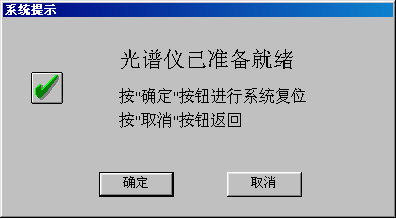 系统提示
光谱仪已准备就绪
按"确定"按钮进行系统复位
按"取消"按钮返回
确定
取消